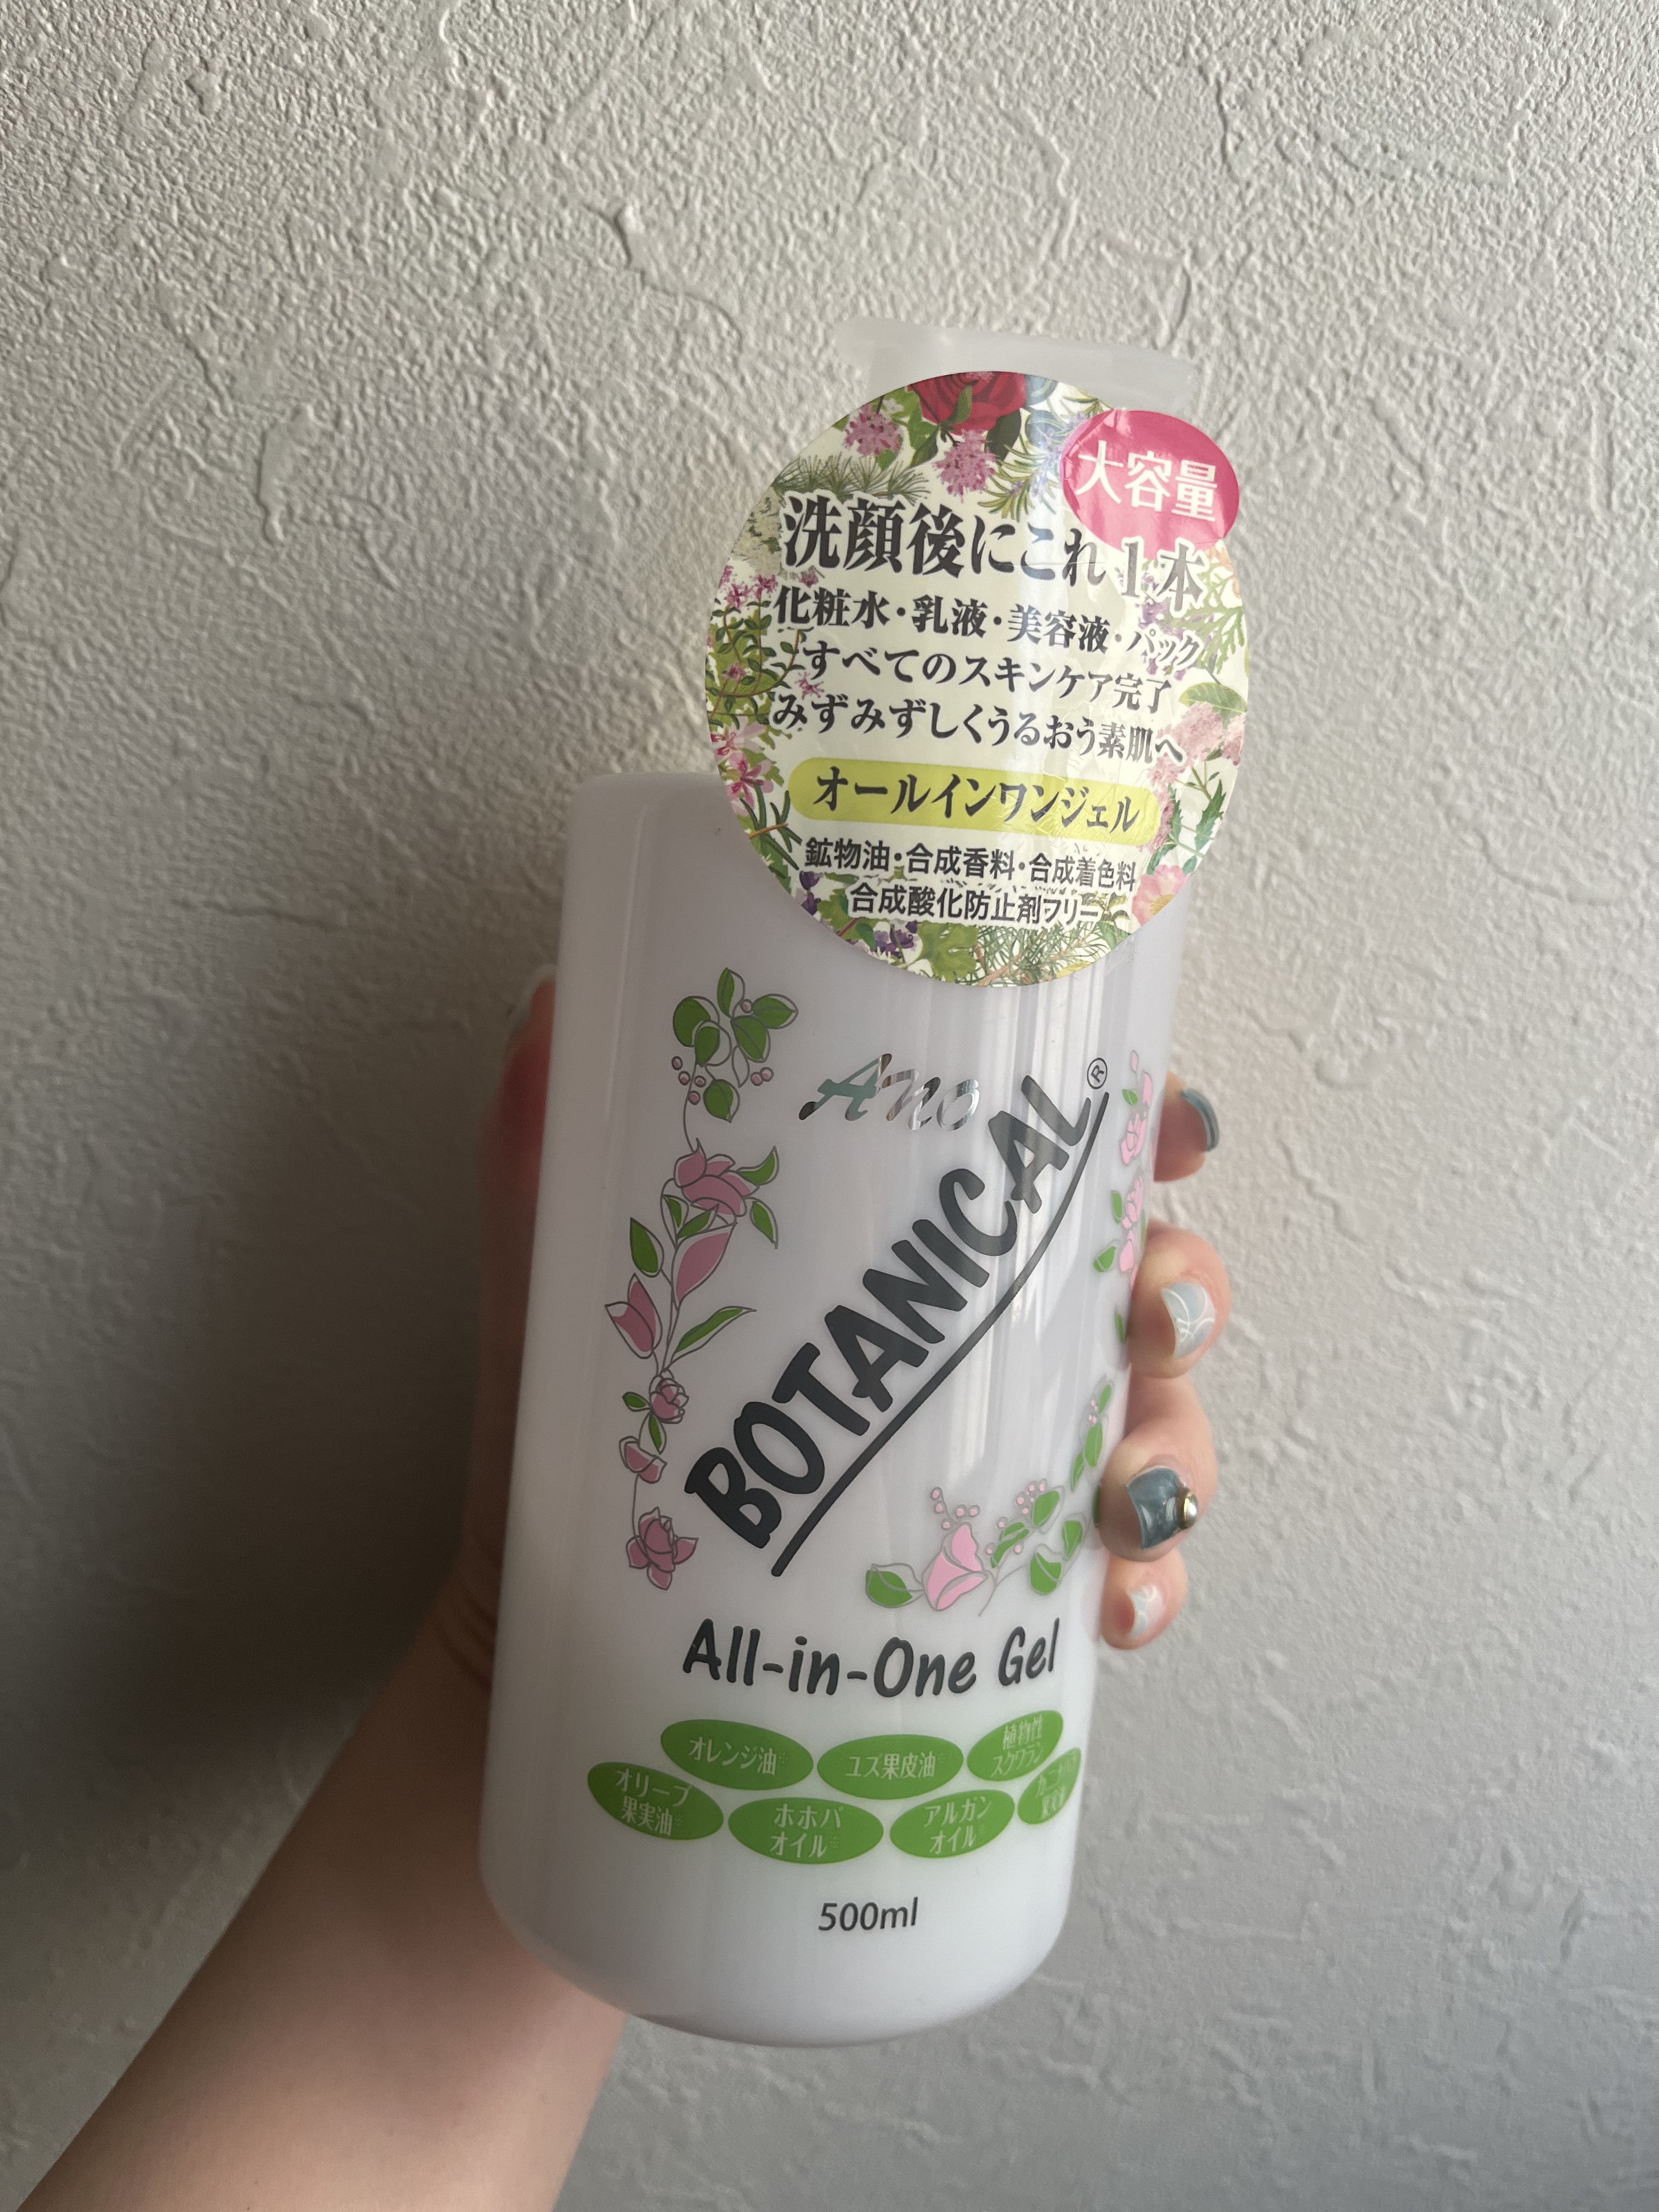 大容量
洗顔後にこれ1本
化粧水・乳液・美容液・パック
すべてのスキンケア完了
みずみずしくうるおう素肌へ
オールインワンジェル
鉱物油・合成香料・合成着色料
合成酸化防止剤フリー
Ano
BOTANICAL®
All-in-One Gel
オレンジ油※
ユズ果皮油※
植物性
スクワラン
オリーブ
果実油※
ホホバ
オイル※
アルガン
オイル※
500ml